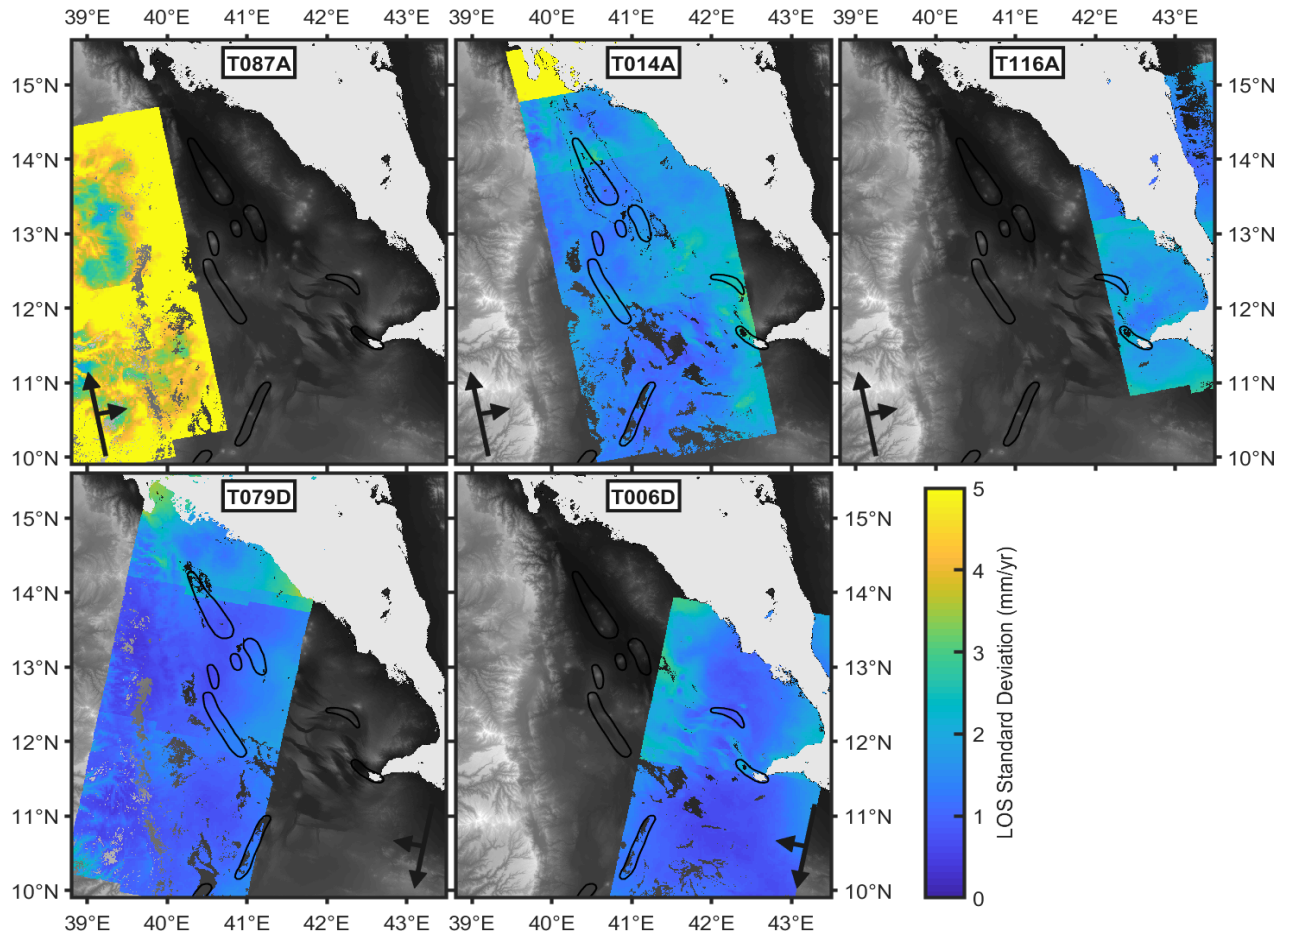 39°E 40°E 41°E 42°E 43°E 39°E 40°E 41°E 42°E 43°E 39°E 40°E 41°E 42°E 43°E
T087A T014A T116A
15°N 15°N
14°N 14°N
13°N 13°N
12°N 12°N
11°N 11°N
10°N 10°N
T079D T006D
15°N 15°N
14°N 14°N
13°N 13°N
12°N 12°N
11°N 11°N
10°N 10°N
39°E 40°E 41°E 42°E 43°E 39°E 40°E 41°E 42°E 43°E
5
4
3
2
1
0
LOS Standard Deviation (mm/yr)